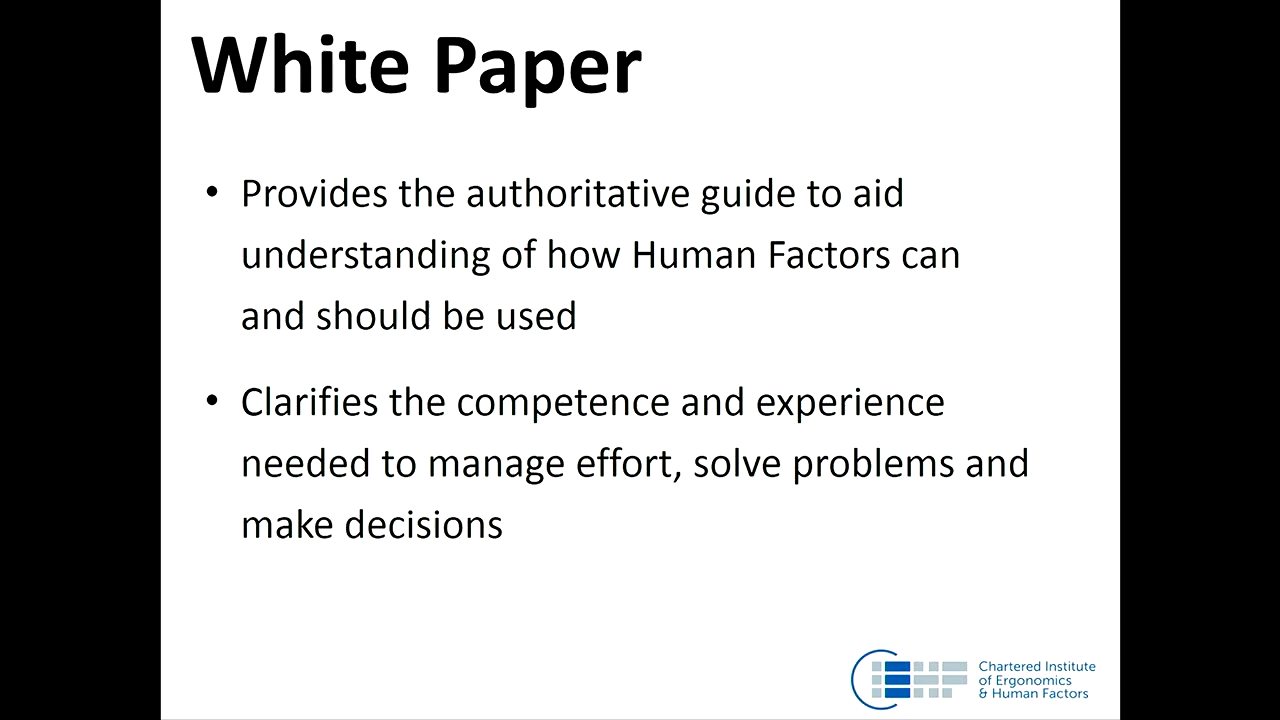 White Paper
• Provides the authoritative guide to aid
understanding of how Human Factors can
and should be used
• Clarifies the competence and experience
needed to manage effort, solve problems and
make decisions
Chartered Institute
of Ergonomics
& Human Factors